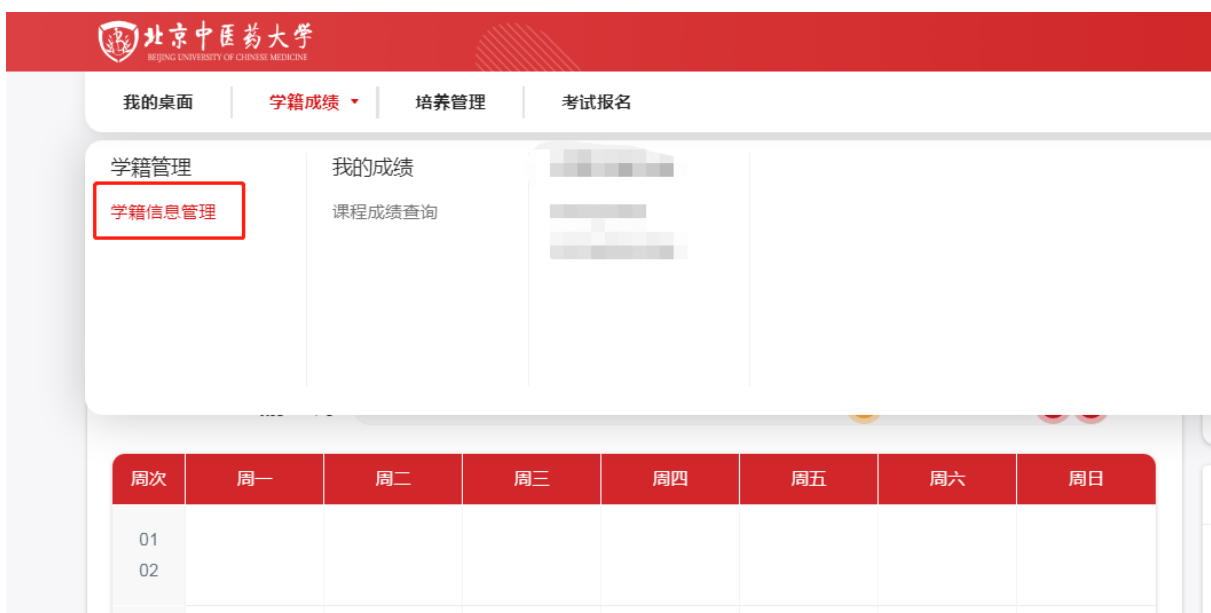 北京中医药大学
BEIJING UNIVERSITY OF CHINESE MEDICINE
我的桌面 学籍成绩 培养管理 考试报名
学籍管理 我的成绩
学籍信息管理 课程成绩查询
周次 周一 周二 周三 周四 周五 周六 周日
01
02